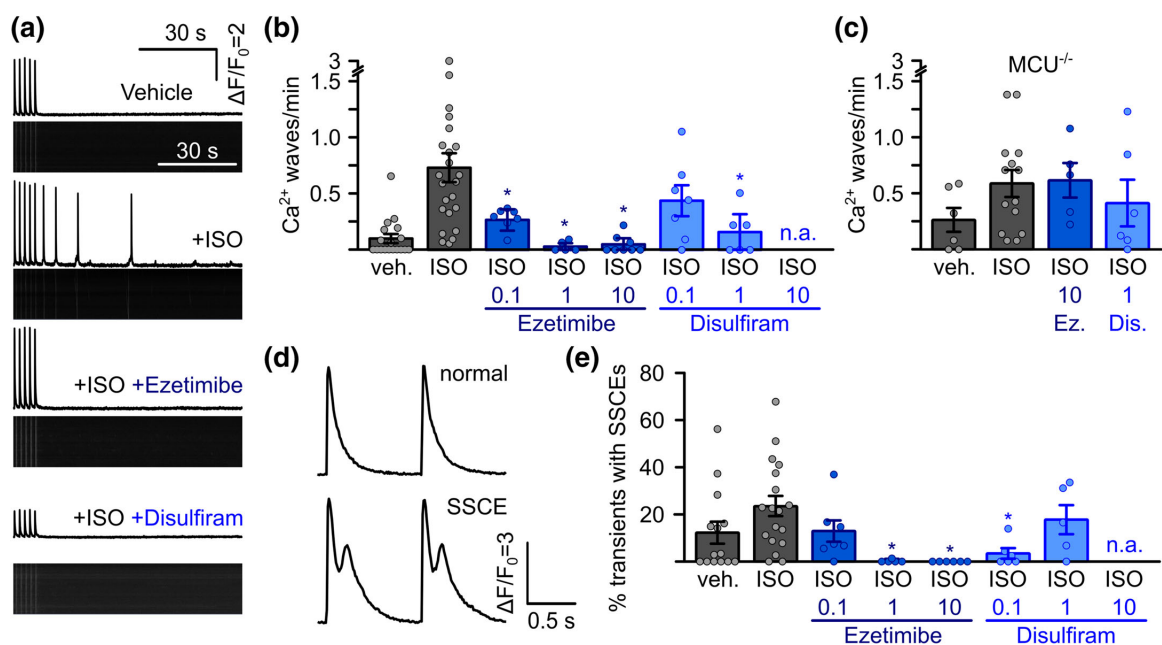 (a)
30 s
ΔF/F₀=2
Vehicle
30 s
+ISO
+ISO +Ezetimibe
+ISO +Disulfiram
(b)
Ca²⁺ waves/min
3
1.5
1.0
0.5
* * * * n.a.
veh. ISO ISO ISO ISO ISO ISO ISO
0.1 1 10 0.1 1 10
Ezetimibe Disulfiram
(c)
MCU⁻/⁻
Ca²⁺ waves/min
3
1.5
1.0
0.5
veh. ISO ISO ISO
10 1
Ez. Dis.
(d)
normal
SSCE
ΔF/F₀=3
0.5 s
(e)
% transients with SSCEs
80
60
40
20
* * * n.a.
veh. ISO ISO ISO ISO ISO ISO ISO
0.1 1 10 0.1 1 10
Ezetimibe Disulfiram